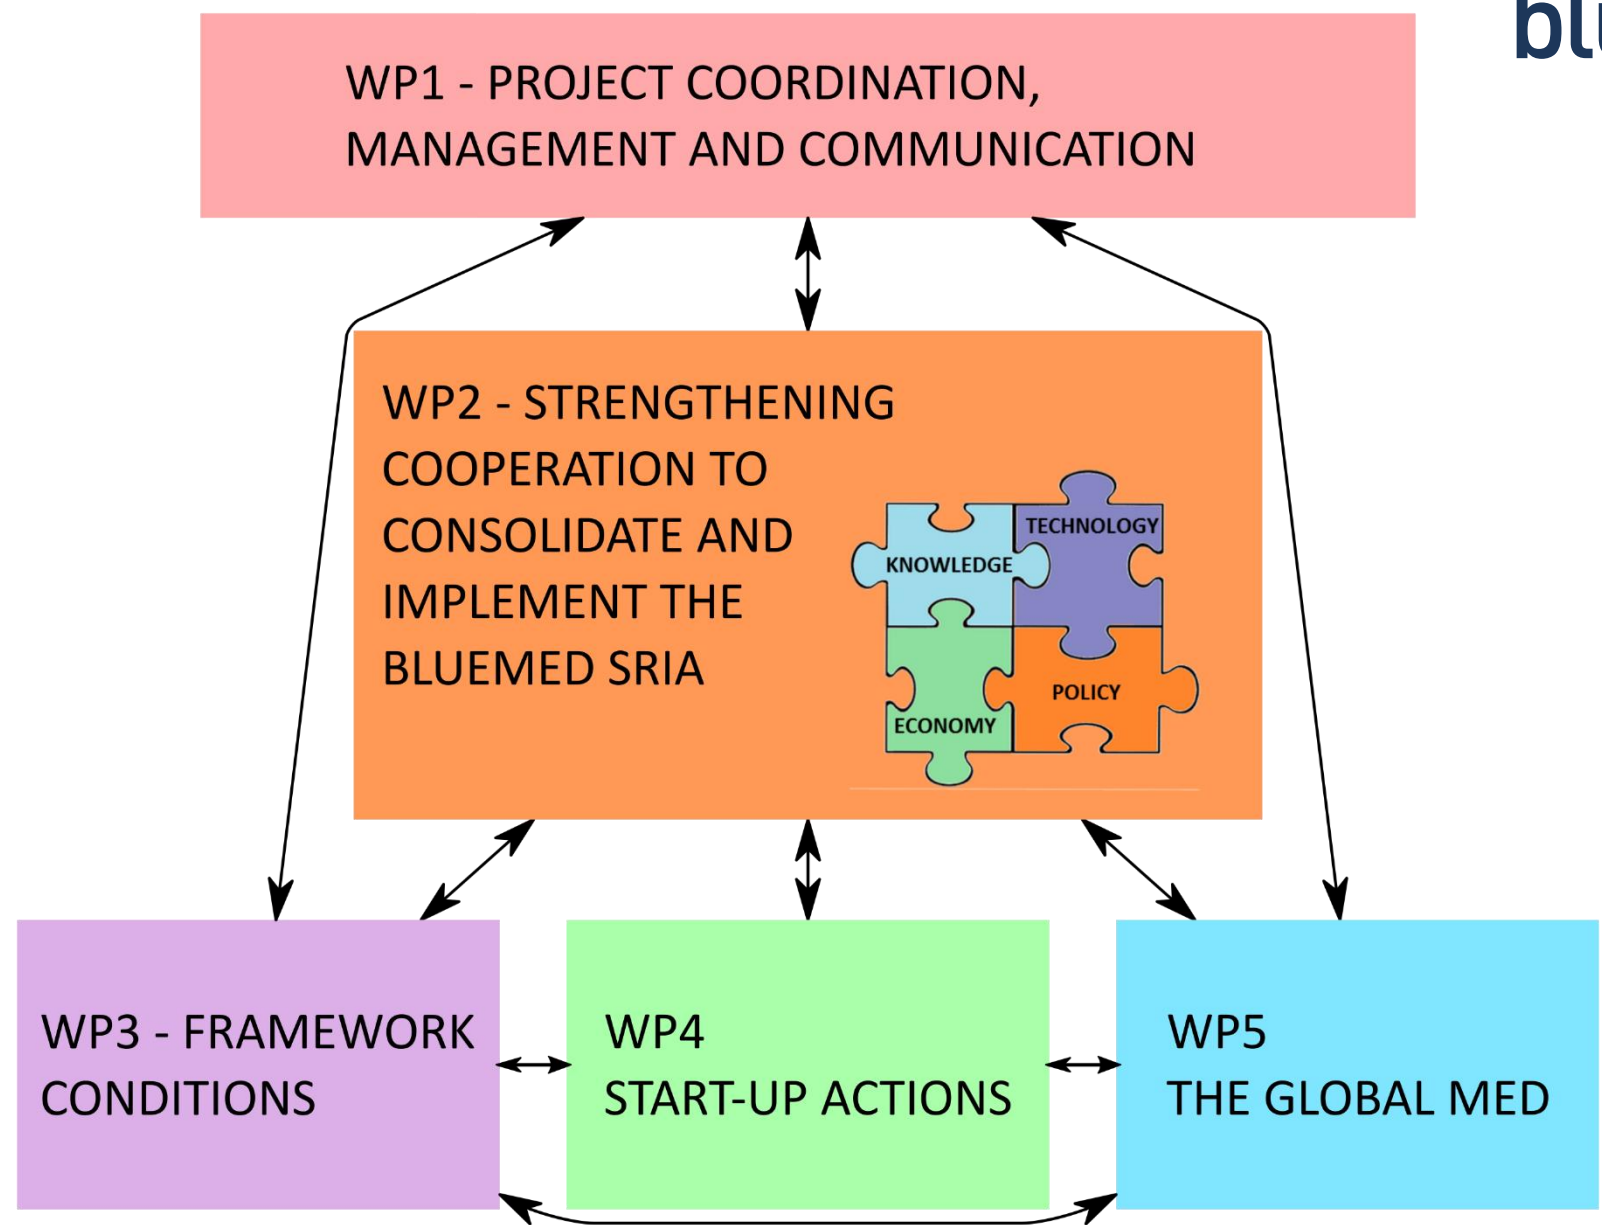 WP1 - PROJECT COORDINATION,
MANAGEMENT AND COMMUNICATION
WP2 - STRENGTHENING
COOPERATION TO
CONSOLIDATE AND
IMPLEMENT THE
BLUEMED SRIA
TECHNOLOGY
KNOWLEDGE
POLICY
ECONOMY
WP3 - FRAMEWORK
CONDITIONS
WP4
START-UP ACTIONS
WP5
THE GLOBAL MED